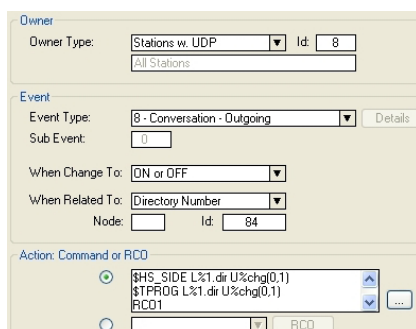 Owner
Owner Type: Stations w. UDP Id: 8
All Stations
Event
Event Type: 8 - Conversation - Outgoing Details
Sub Event: 0
When Change To: ON or OFF
When Related To: Directory Number
Node: Id: 84
Action: Command or RCO
$HS_SIDE L%1.dir U%chg(0,1)
$TPROG L%1.dir U%chg(0,1)
RCO1
...
RCO